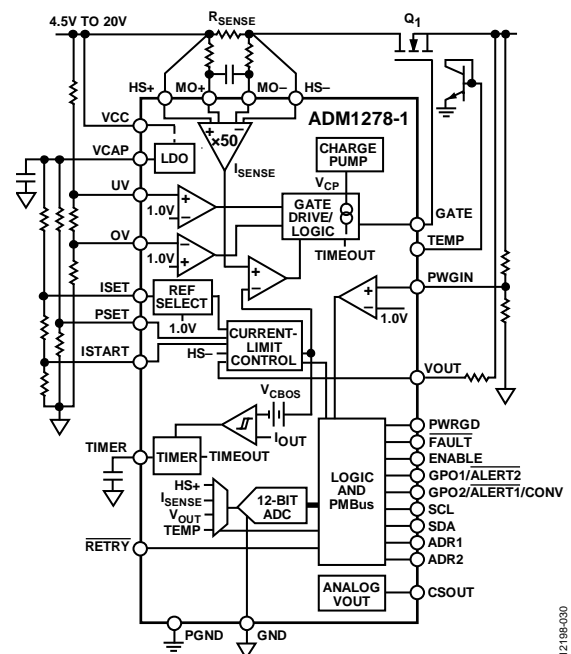 4.5V TO 20V
RSENSE
Q1
HS+
MO+
MO–
HS–
ADM1278-1
VCC
VCAP
LDO
+ –
×50
ISENSE
CHARGE
PUMP
VCP
UV
+
–
1.0V
GATE
DRIVE/
LOGIC
GATE
TEMP
TIMEOUT
OV
–
+
1.0V
+
–
PWGIN
+
–
1.0V
ISET
REF
SELECT
1.0V
PSET
ISTART
HS–
CURRENT-
LIMIT
CONTROL
VOUT
VCBOS
IOUT
TIMER
TIMER
TIMEOUT
PWRGD
FAULT
ENABLE
GPO1/ALERT2
GPO2/ALERT1/CONV
SCL
SDA
ADR1
ADR2
LOGIC
AND
PMBus
HS+
ISENSE
VOUT
TEMP
12-BIT
ADC
RETRY
ANALOG
VOUT
CSOUT
PGND
GND
12198-030